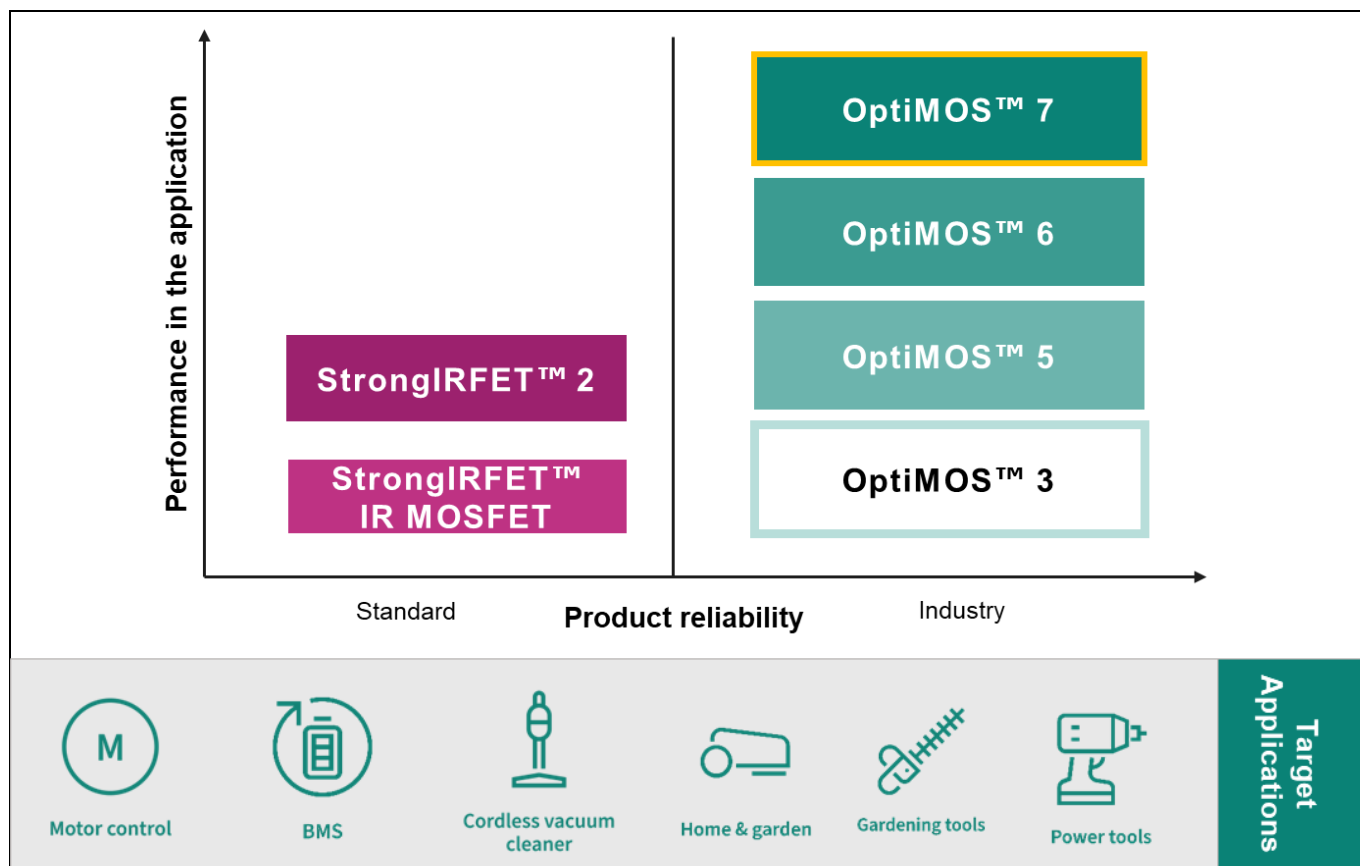 Performance in the application
OptiMOS™ 7
OptiMOS™ 6
OptiMOS™ 5
OptiMOS™ 3
StrongIRFET™ 2
StrongIRFET™
IR MOSFET
Standard
Product reliability
Industry
M
Motor control
BMS
Cordless vacuum
cleaner
Home & garden
Gardening tools
Power tools
Target
Applications